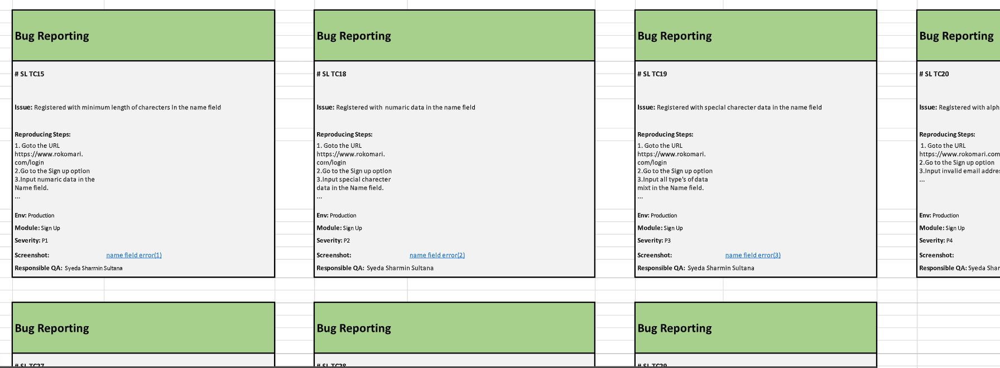 Bug Reporting
# SL TC15
Issue: Registered with minimum length of charecters in the name field
Reproducing Steps:
1. Goto the URL
https://www.rokomari.
com/login
2.Go to the Sign up option
3.Input numaric data in the
Name field.
...
Env: Production
Module: Sign Up
Severity: P1
Screenshot: name field error(1)
Responsible QA: Syeda Sharmin Sultana
Bug Reporting
# SL TC18
Issue: Registered with numaric data in the name field
Reproducing Steps:
1. Goto the URL
https://www.rokomari.
com/login
2.Go to the Sign up option
3.Input special charecter
data in the Name field.
...
Env: Production
Module: Sign Up
Severity: P2
Screenshot: name field error(2)
Responsible QA: Syeda Sharmin Sultana
Bug Reporting
# SL TC19
Issue: Registered with special charecter data in the name field
Reproducing Steps:
1. Goto the URL
https://www.rokomari.
com/login
2.Go to the Sign up option
3.Input all type's of data
mixt in the Name field.
...
Env: Production
Module: Sign Up
Severity: P3
Screenshot: name field error(3)
Responsible QA: Syeda Sharmin Sultana
Bug Reporting
# SL TC20
Issue: Registered with alph
Reproducing Steps:
1. Goto the URL
https://www.rokomari.com
2.Go to the Sign up option
3.Input invalid email addres
...
Env: Production
Module: Sign Up
Severity: P4
Screenshot:
Responsible QA: Syeda Shar
Bug Reporting
# SL TC27
Bug Reporting
# SL TC28
Bug Reporting
# SL TC29